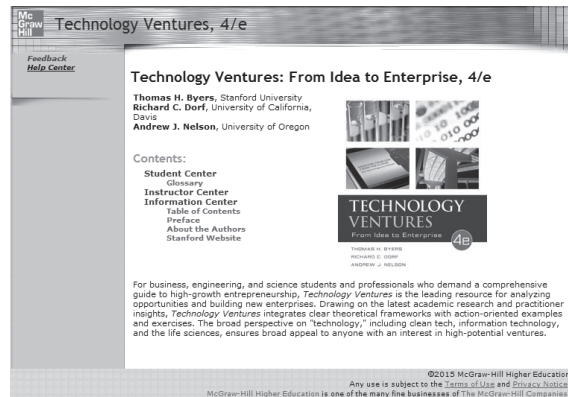 Mc
Graw
Hill
Technology Ventures, 4/e
Feedback
Help Center
Technology Ventures: From Idea to Enterprise, 4/e
Thomas H. Byers, Stanford University
Richard C. Dorf, University of California,
Davis
Andrew J. Nelson, University of Oregon
Contents:
Student Center
Glossary
Instructor Center
Information Center
Table of Contents
Preface
About the Authors
Stanford Website
TECHNOLOGY
VENTURES
From Idea to Enterprise
4e
THOMAS H. BYERS
RICHARD C. DORF
ANDREW J. NELSON
For business, engineering, and science students and professionals who demand a comprehensive
guide to high-growth entrepreneurship, Technology Ventures is the leading resource for analyzing
opportunities and building new enterprises. Drawing on the latest academic research and practitioner
insights, Technology Ventures integrates clear theoretical frameworks with action-oriented examples
and exercises. The broad perspective on "technology," including clean tech, information technology,
and the life sciences, ensures broad appeal to anyone with an interest in high-potential ventures.
©2015 McGraw-Hill Higher Education
Any use is subject to the Terms of Use and Privacy Notice
McGraw-Hill Higher Education is one of the many fine businesses of The McGraw-Hill Companies